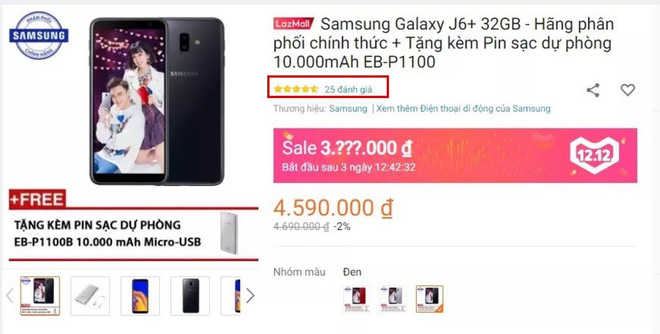 PHÂN PHỐI
SAMSUNG
CHÍNH HÃNG
SAMSUNG
+FREE
TẶNG KÈM PIN SẠC DỰ PHÒNG
EB-P1100B 10.000 mAh Micro-USB
LazMall Samsung Galaxy J6+ 32GB - Hãng phân
phối chính thức + Tặng kèm Pin sạc dự phòng
10.000mAh EB-P1100
25 đánh giá
Thương hiệu: Samsung | Xem thêm Điện thoại di động của Samsung
Sale 3.???.000 ₫
Bắt đầu sau 3 ngày 12:42:32
12.12
4.590.000 ₫
4.690.000 ₫ -2%
Nhóm màu Đen